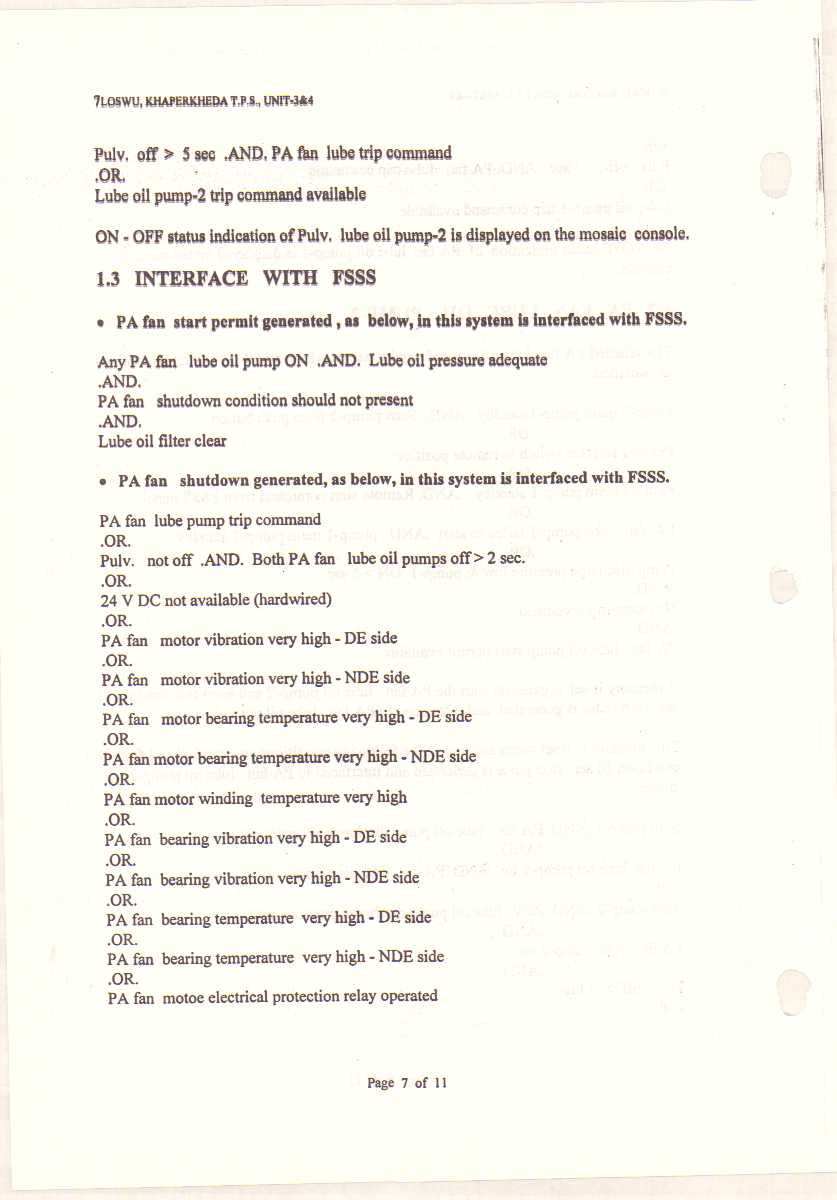 7LOSWU, KHAPERKHEDA T.P.S., UNIT-3&4
Pulv. off > 5 sec .AND. PA fan lube trip command
.OR.
Lube oil pump-2 trip command available
ON - OFF status indication of Pulv. lube oil pump-2 is displayed on the mosaic console.
1.3 INTERFACE WITH FSSS
• PA fan start permit generated , as below, in this system is interfaced with FSSS.
Any PA fan lube oil pump ON .AND. Lube oil pressure adequate
.AND.
PA fan shutdown condition should not present
.AND.
Lube oil filter clear
• PA fan shutdown generated, as below, in this system is interfaced with FSSS.
PA fan lube pump trip command
.OR.
Pulv. not off .AND. Both PA fan lube oil pumps off > 2 sec.
.OR.
24 V DC not available (hardwired)
.OR.
PA fan motor vibration very high - DE side
.OR.
PA fan motor vibration very high - NDE side
.OR.
PA fan motor bearing temperature very high - DE side
.OR.
PA fan motor bearing temperature very high - NDE side
.OR.
PA fan motor winding temperature very high
.OR.
PA fan bearing vibration very high - DE side
.OR.
PA fan bearing vibration very high - NDE side
.OR.
PA fan bearing temperature very high - DE side
.OR.
PA fan bearing temperature very high - NDE side
.OR.
PA fan motoe electrical protection relay operated
Page 7 of 11